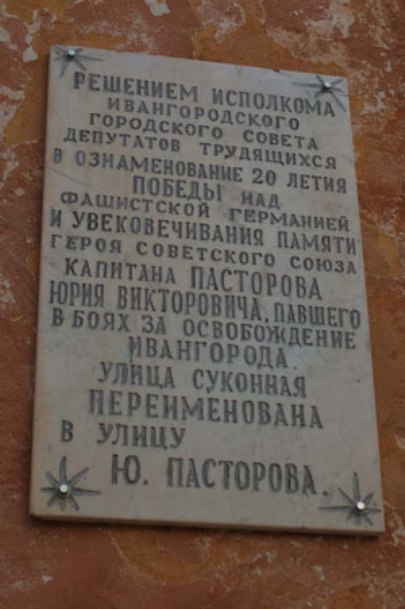 РЕШЕНИЕМ ИСПОЛКОМА
ИВАНГОРОДСКОГО
ГОРОДСКОГО СОВЕТА
ДЕПУТАТОВ ТРУДЯЩИХСЯ
В ОЗНАМЕНОВАНИЕ 20 ЛЕТИЯ
ПОБЕДЫ НАД
ФАШИСТСКОЙ ГЕРМАНИЕЙ
И УВЕКОВЕЧИВАНИЯ ПАМЯТИ
ГЕРОЯ СОВЕТСКОГО СОЮЗА
КАПИТАНА ПАСТОРОВА
ЮРИЯ ВИКТОРОВИЧА, ПАВШЕГО
В БОЯХ ЗА ОСВОБОЖДЕНИЕ
ИВАНГОРОДА.
УЛИЦА СУКОННАЯ
ПЕРЕИМЕНОВАНА
В УЛИЦУ
Ю. ПАСТОРОВА.